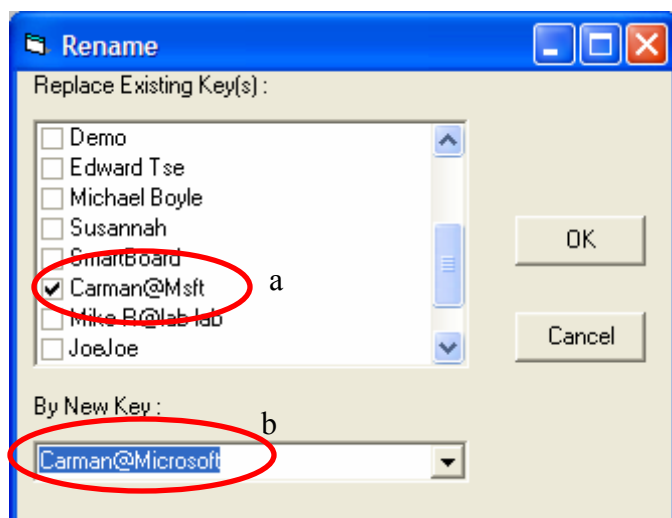 Rename
Replace Existing Key(s) :
Demo
Edward Tse
Michael Boyle
Susannah
SmartBoard
Carman@Msft
a
Mike R@lab lab
JoeJoe
OK
Cancel
By New Key :
b
Carman@Microsoft